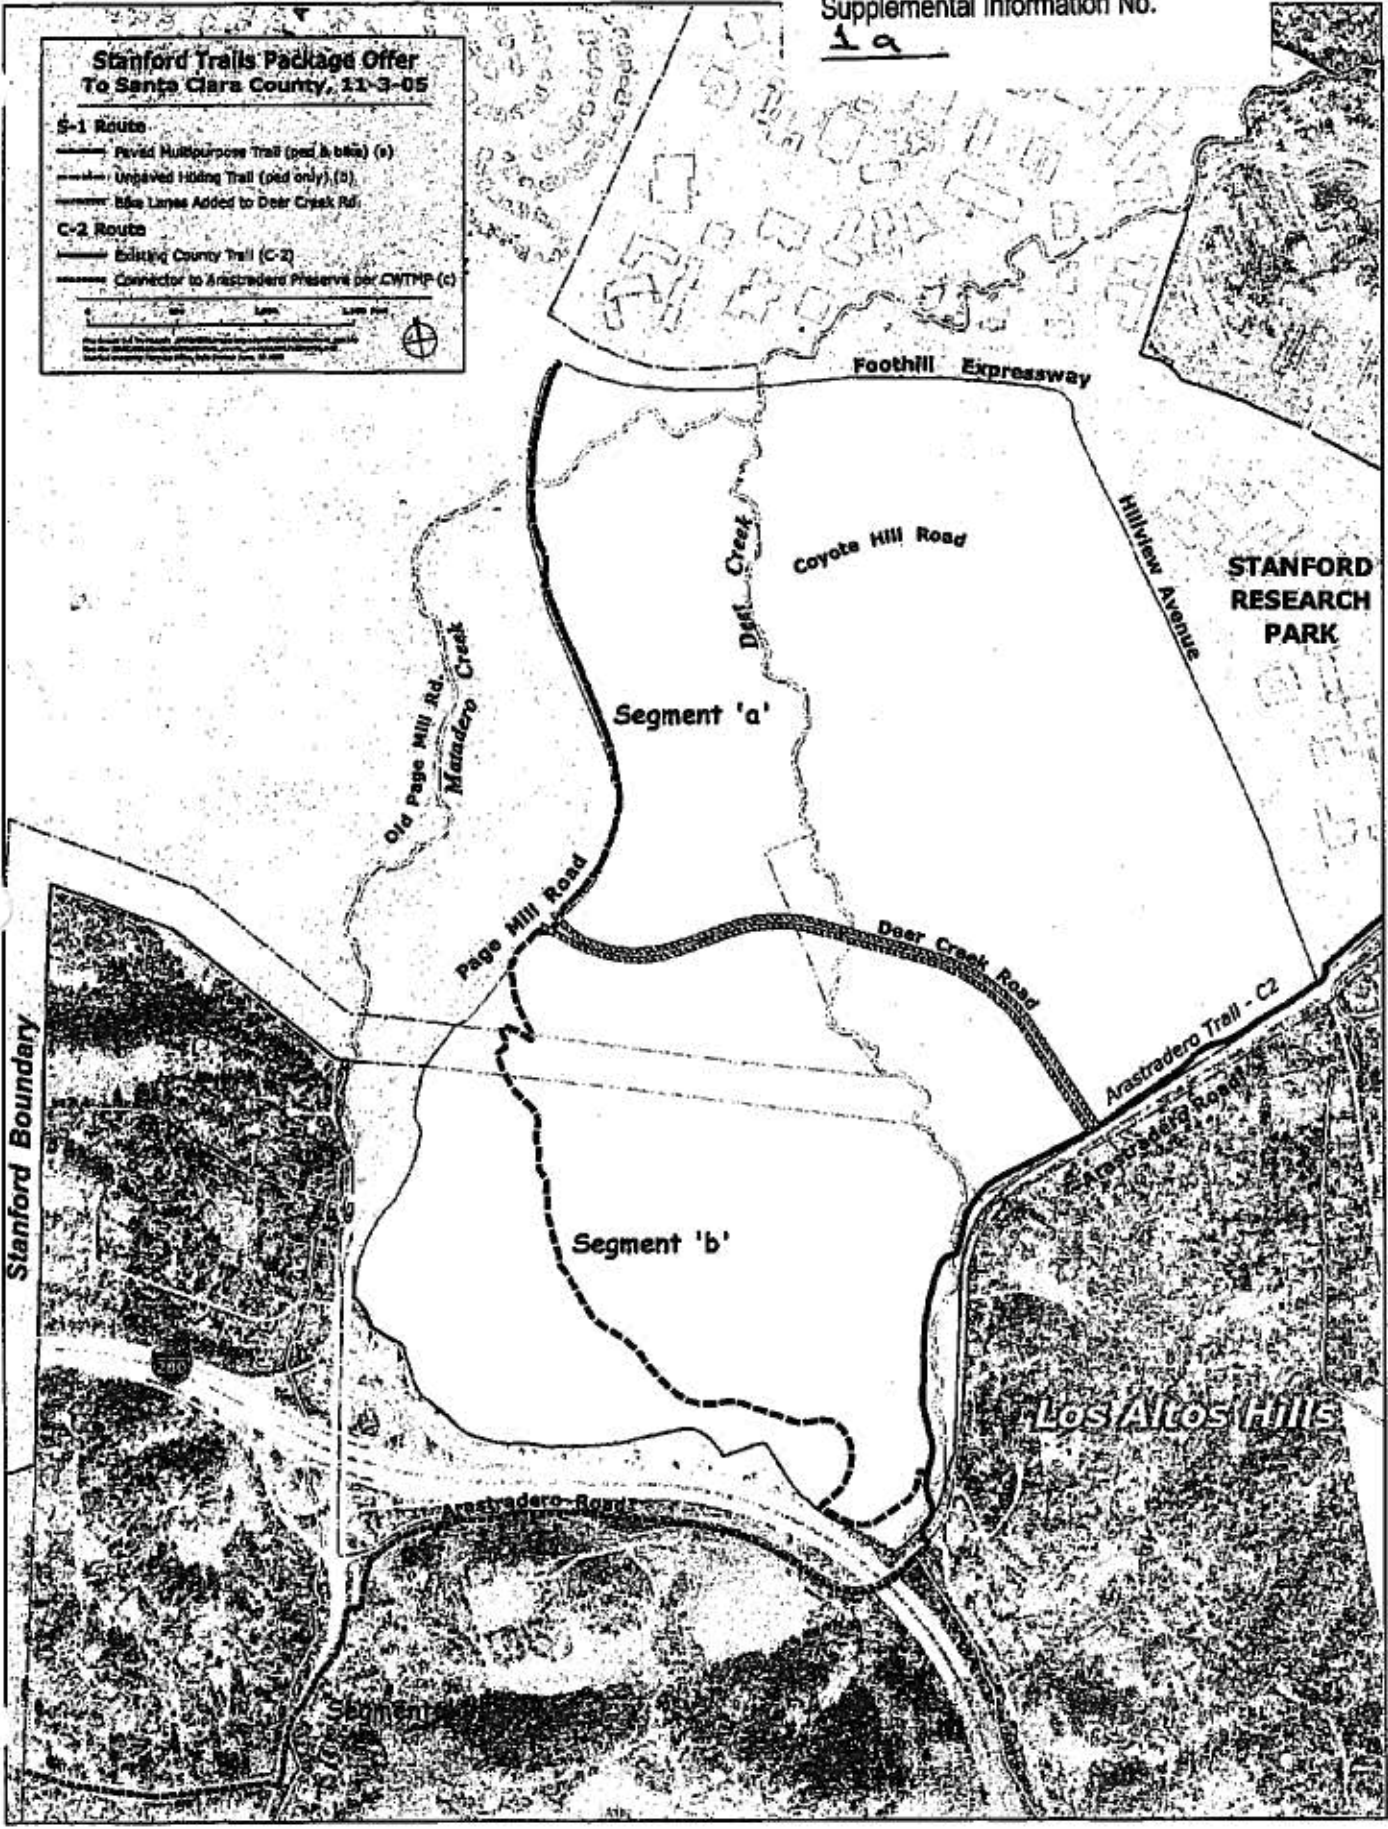 Supplemental Information No.
1a
Stanford Trails Package Offer
To Santa Clara County, 11-3-05
S-1 Route
Paved Multipurpose Trail (ped & bike) (a)
Unpaved Hiking Trail (ped only) (b)
Bike Lanes Added to Deer Creek Rd.
C-2 Route
Existing County Trail (C-2)
Connector to Arastradero Preserve per CWTMP (c)
Foothill Expressway
Coyote Hill Road
Deer Creek
Hillview Avenue
STANFORD
RESEARCH
PARK
Old Page Mill Rd.
Matadero Creek
Segment 'a'
Page Mill Road
Deer Creek Road
Arastradero Trail - C2
Arastradero Road
Stanford Boundary
Segment 'b'
280
Los Altos Hills
Arastradero Road
Segment